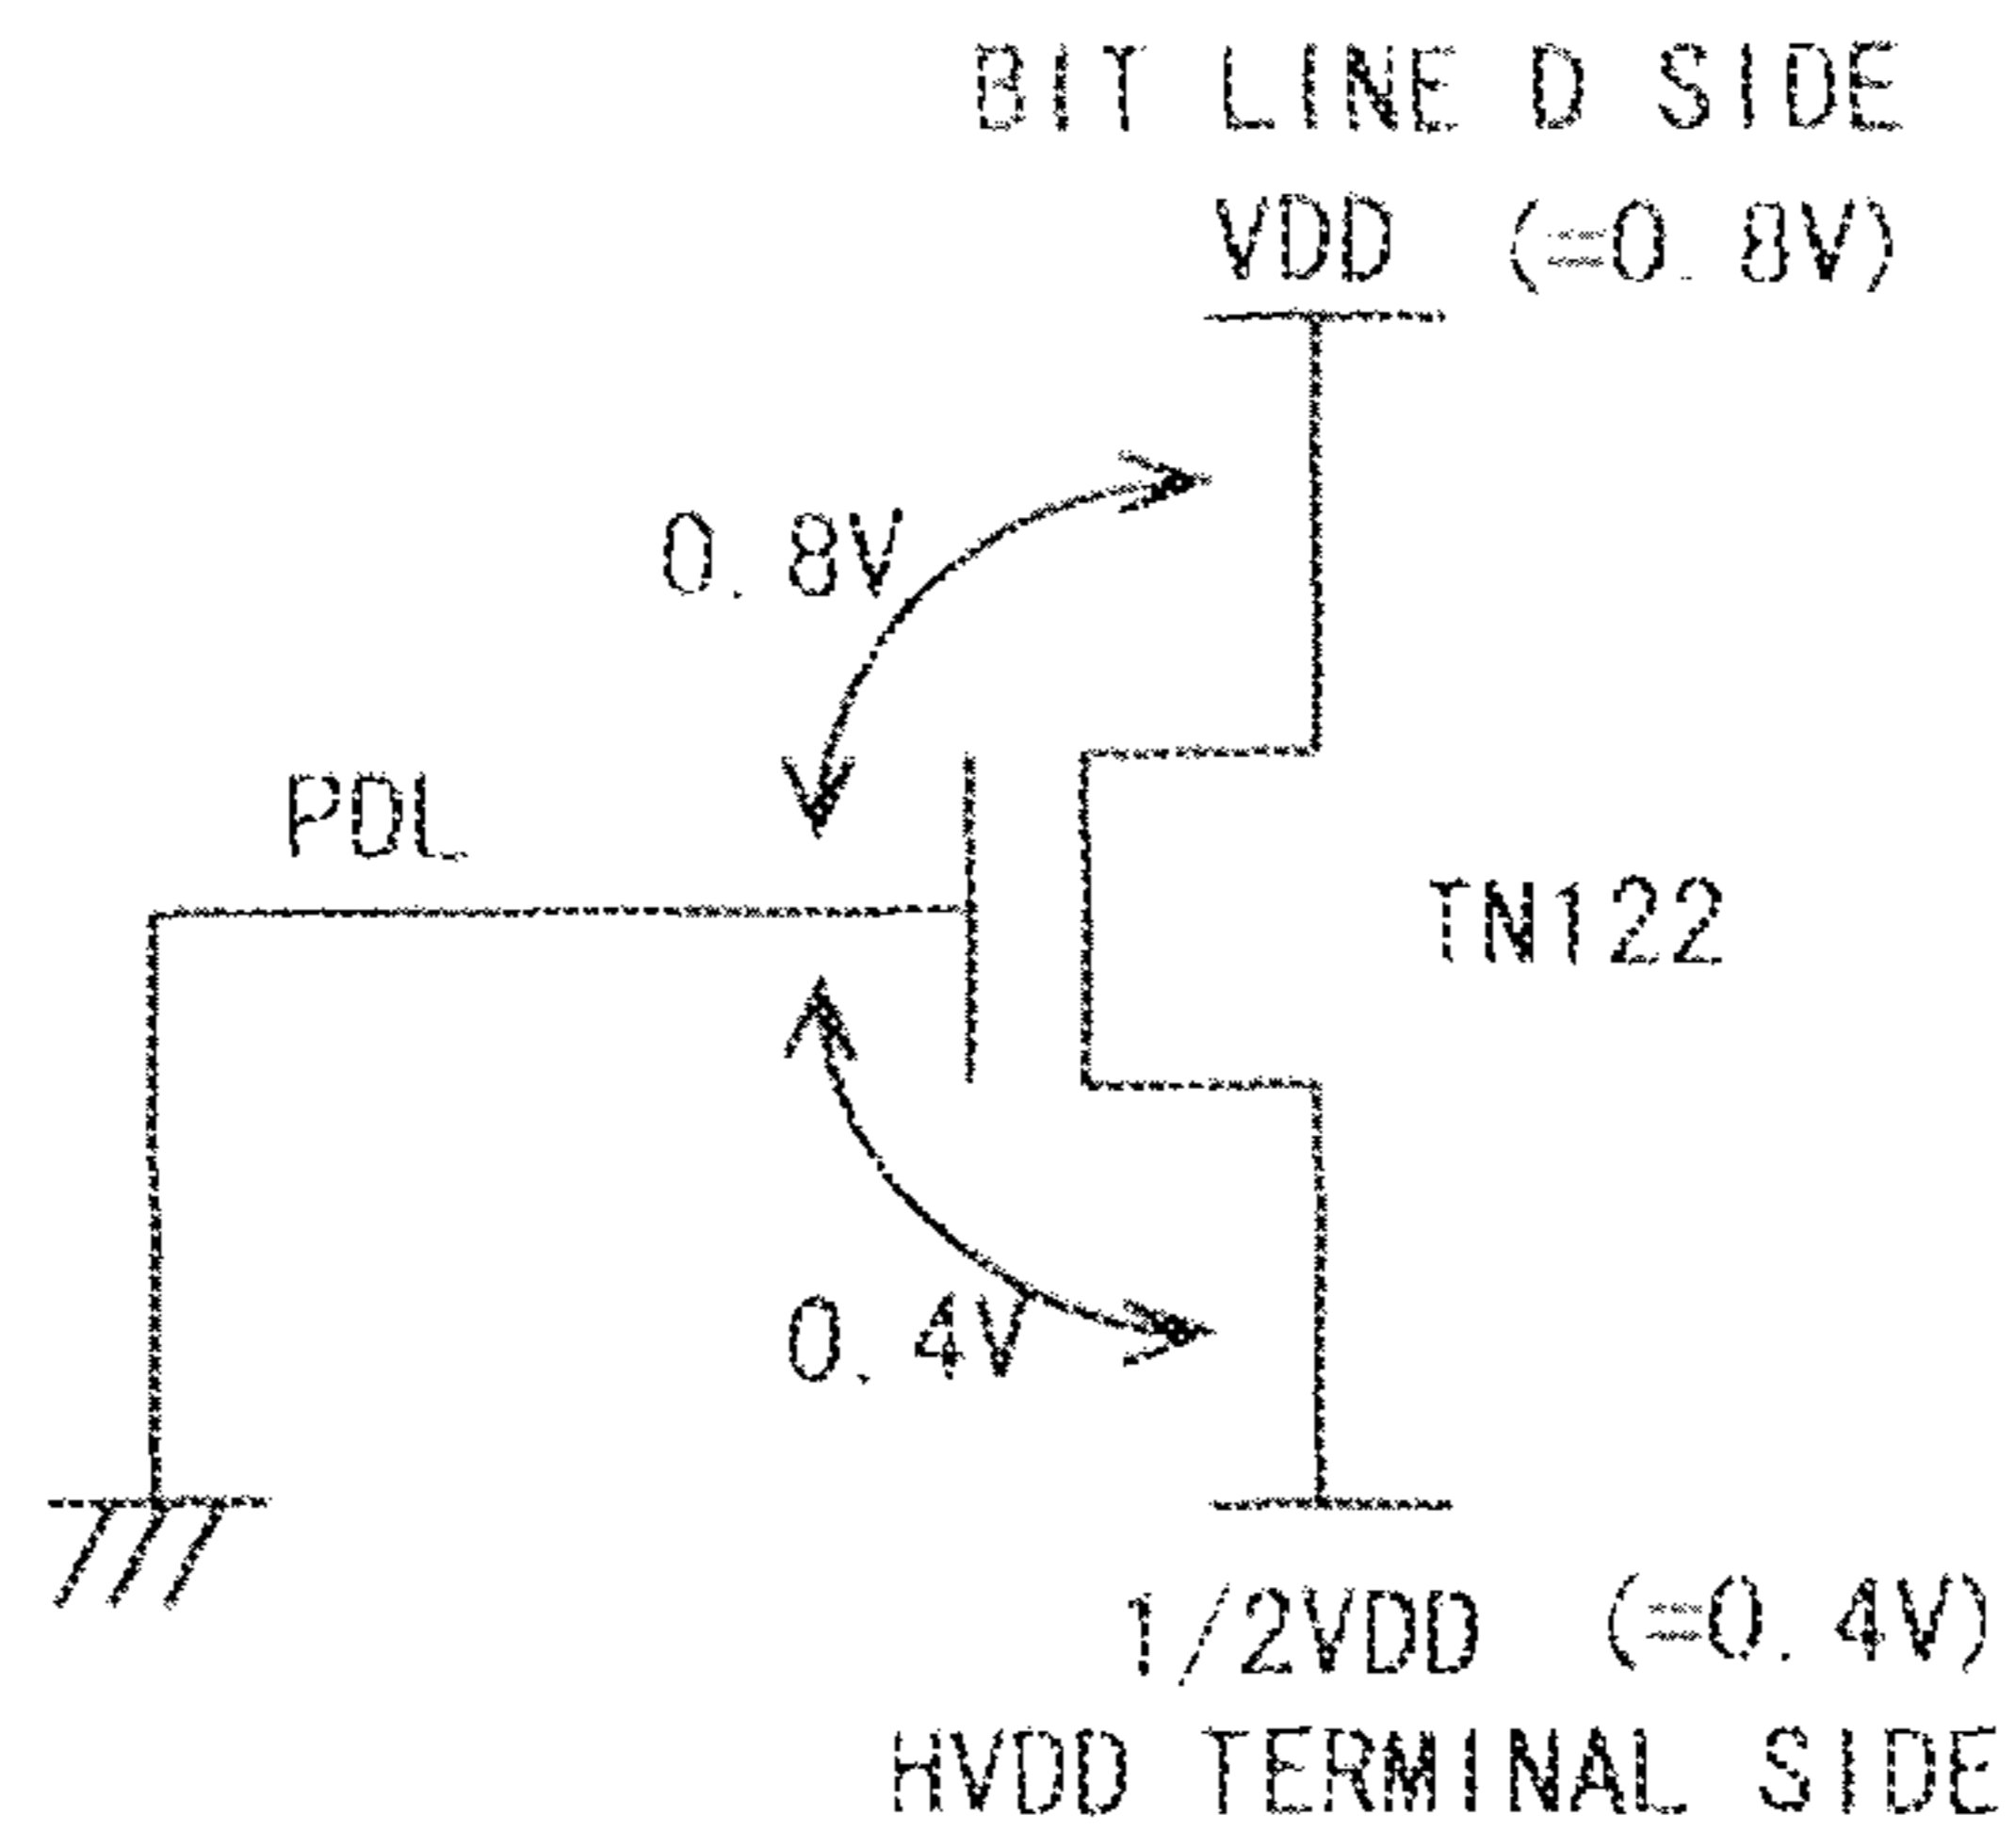 BIT LINE D SIDE
VDD (=0.8V)
0.8V
PDL
TN122
0.4V
1/2VDD (=0.4V)
HVDD TERMINAL SIDE